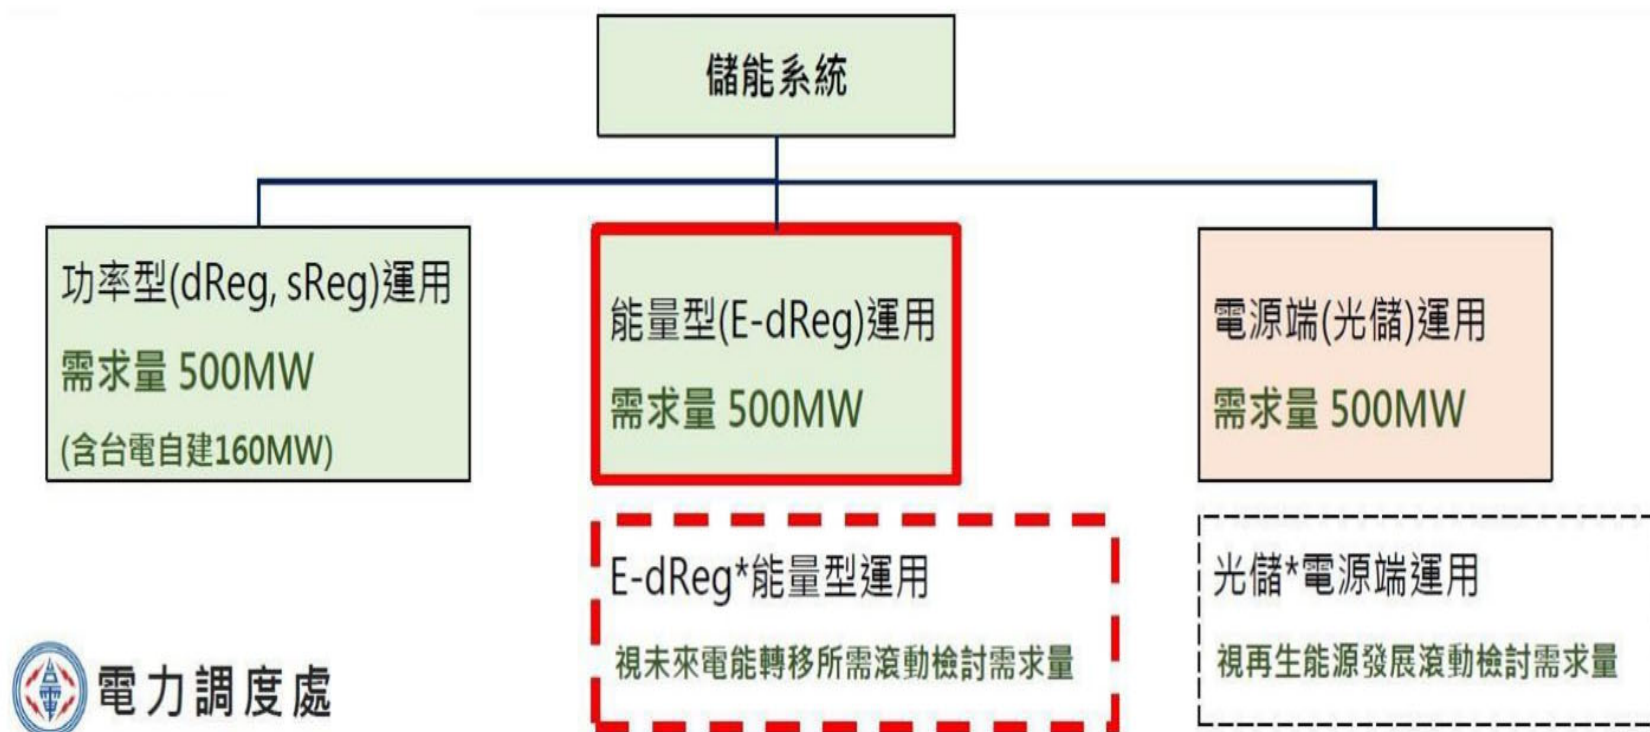 儲能系統
功率型(dReg, sReg)運用
需求量 500MW
(含台電自建160MW)
能量型(E-dReg)運用
需求量 500MW
電源端(光儲)運用
需求量 500MW
E-dReg*能量型運用
視未來電能轉移所需滾動檢討需求量
光儲*電源端運用
視再生能源發展滾動檢討需求量
電力調度處